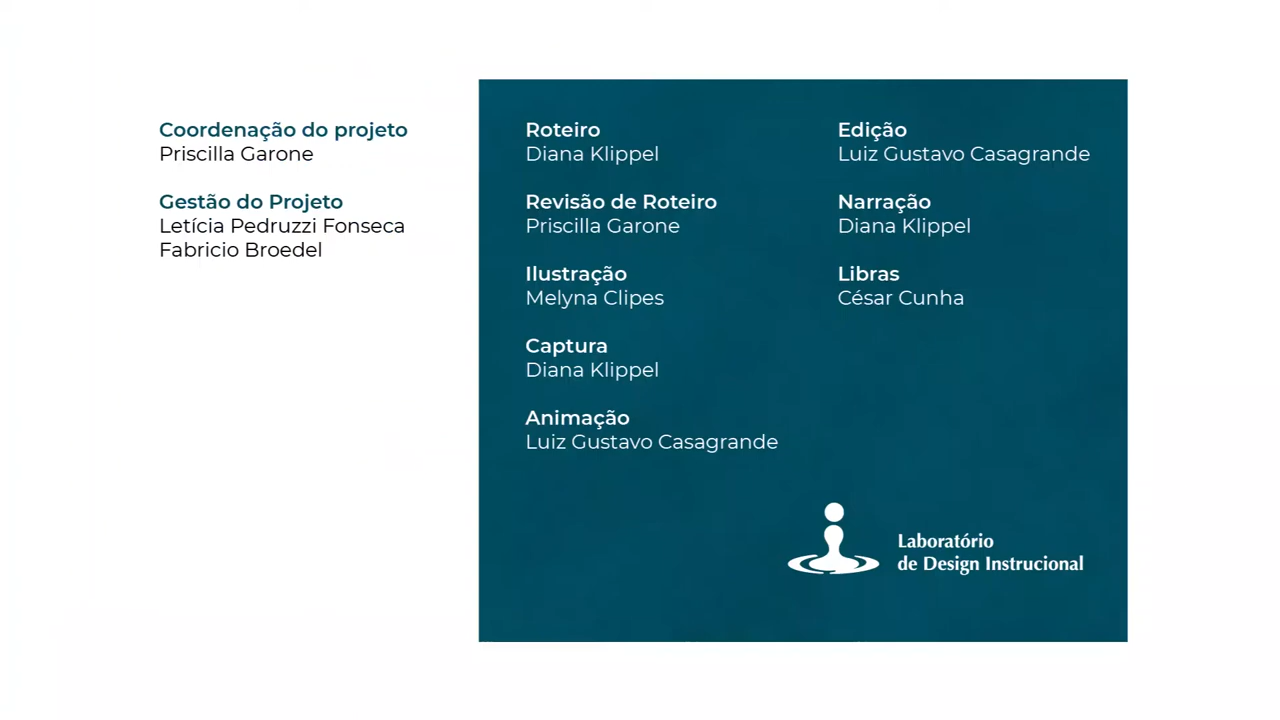 Coordenação do projeto
Priscilla Garone
Gestão do Projeto
Letícia Pedruzzi Fonseca
Fabricio Broedel
Roteiro
Diana Klippel
Revisão de Roteiro
Priscilla Garone
Ilustração
Melyna Clipes
Captura
Diana Klippel
Animação
Luiz Gustavo Casagrande
Edição
Luiz Gustavo Casagrande
Narração
Diana Klippel
Libras
César Cunha
Laboratório
de Design Instrucional